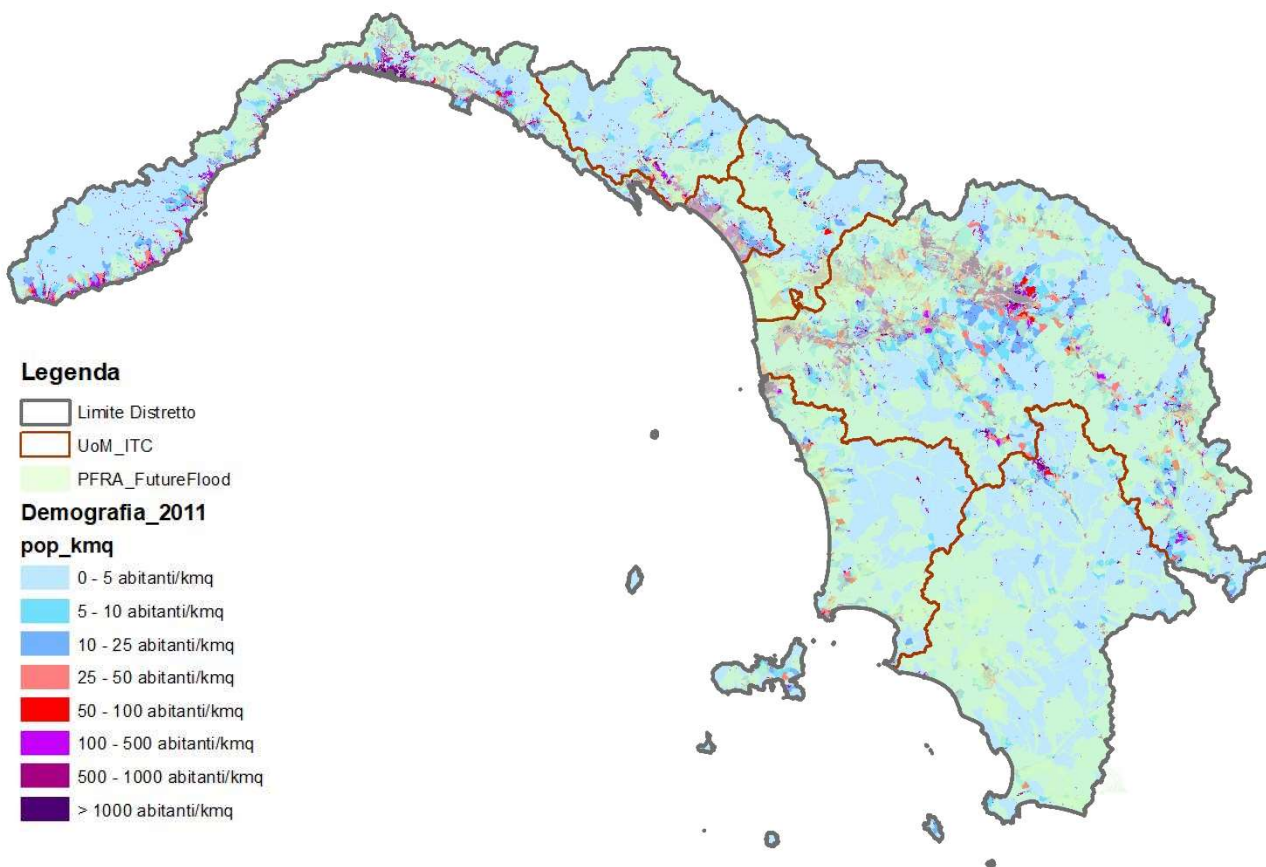 Legenda
Limite Distretto
UoM_ITC
PFRA_FutureFlood
Demografia_2011
pop_kmq
0 - 5 abitanti/kmq
5 - 10 abitanti/kmq
10 - 25 abitanti/kmq
25 - 50 abitanti/kmq
50 - 100 abitanti/kmq
100 - 500 abitanti/kmq
500 - 1000 abitanti/kmq
> 1000 abitanti/kmq